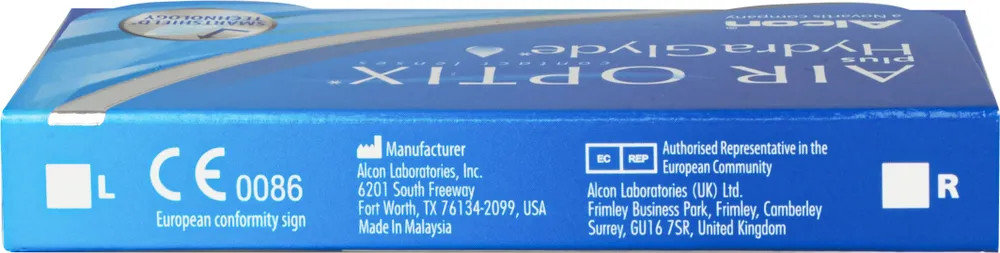 Alcon
a Novartis company
SMARTSHIELD™
TECHNOLOGY
AIR OPTIX®
plus
HydraGlyde®
contact lenses
L
CE 0086
European conformity sign
Manufacturer
Alcon Laboratories, Inc.
6201 South Freeway
Fort Worth, TX 76134-2099, USA
Made In Malaysia
EC REP
Authorised Representative in the
European Community
Alcon Laboratories (UK) Ltd.
Frimley Business Park, Frimley, Camberley
Surrey, GU16 7SR, United Kingdom
R